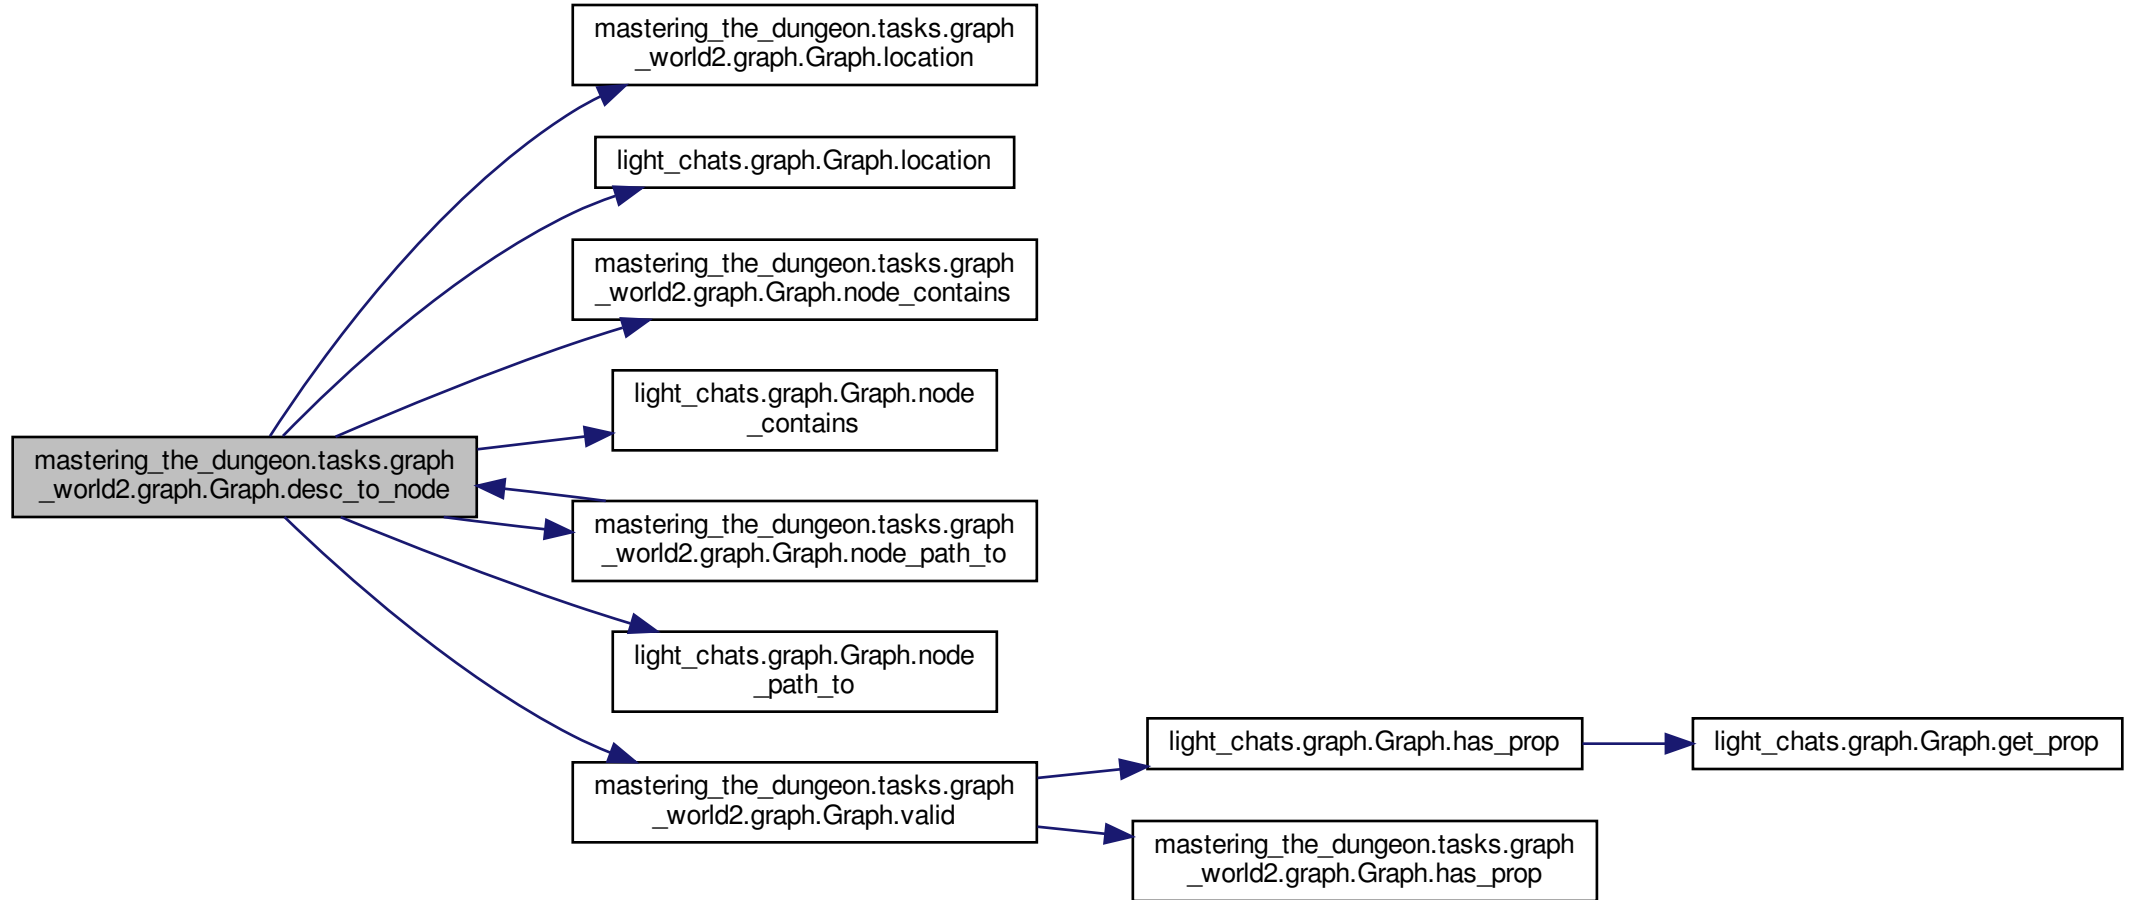 mastering_the_dungeon.tasks.graph
_world2.graph.Graph.location
light_chats.graph.Graph.location
mastering_the_dungeon.tasks.graph
_world2.graph.Graph.node_contains
light_chats.graph.Graph.node
_contains
mastering_the_dungeon.tasks.graph
_world2.graph.Graph.desc_to_node
mastering_the_dungeon.tasks.graph
_world2.graph.Graph.node_path_to
light_chats.graph.Graph.node
_path_to
mastering_the_dungeon.tasks.graph
_world2.graph.Graph.valid
light_chats.graph.Graph.has_prop
light_chats.graph.Graph.get_prop
mastering_the_dungeon.tasks.graph
_world2.graph.Graph.has_prop